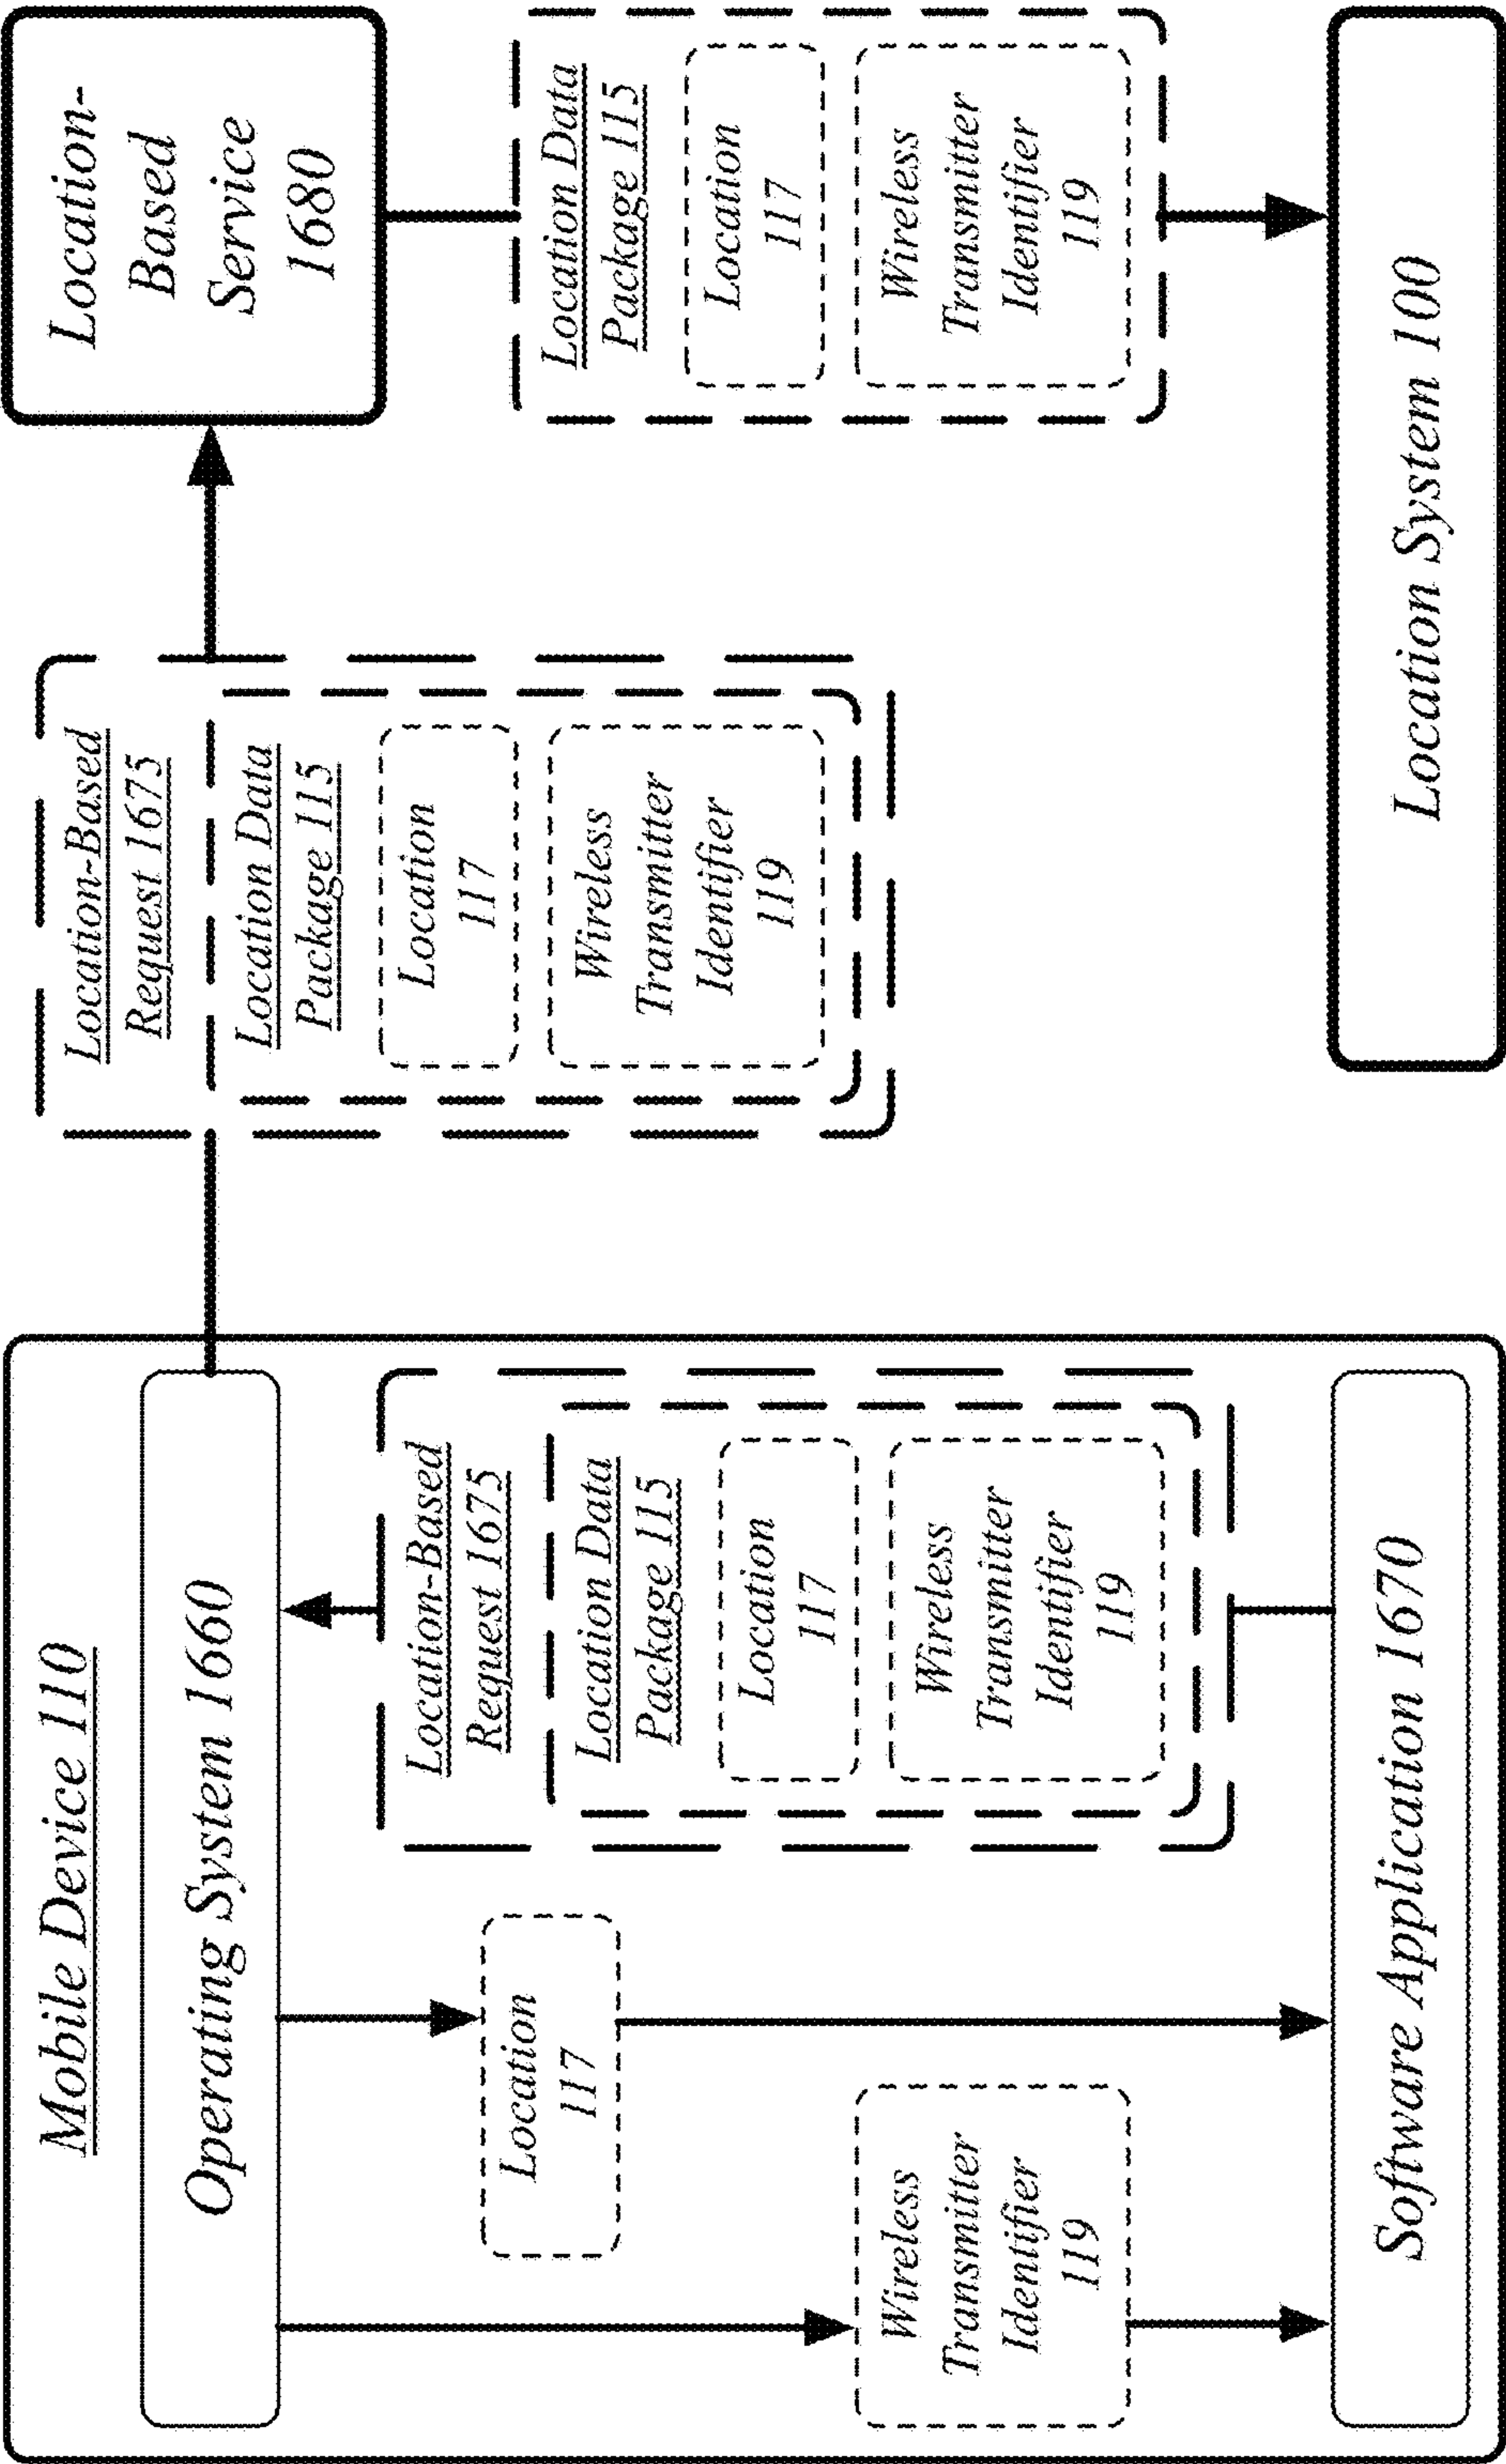 Mobile Device 110
Operating System 1660
Location
117
Wireless
Transmitter
Identifier
119
Location-Based
Request 1675
Location Data
Package 115
Location
117
Wireless
Transmitter
Identifier
119
Software Application 1670
Location-Based
Request 1675
Location Data
Package 115
Location
117
Wireless
Transmitter
Identifier
119
Location-
Based
Service
1680
Location Data
Package 115
Location
117
Wireless
Transmitter
Identifier
119
Location System 100